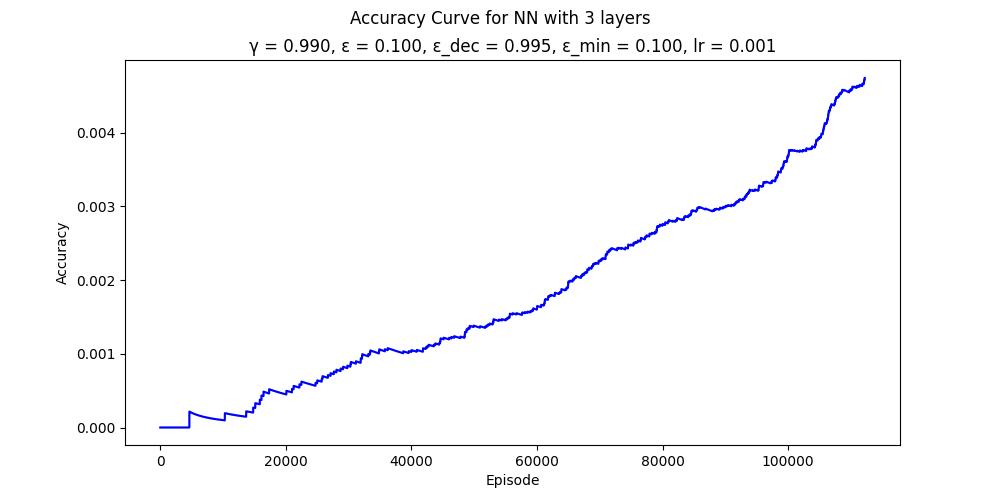 Accuracy Curve for NN with 3 layers
γ = 0.990, ε = 0.100, ε_dec = 0.995, ε_min = 0.100, lr = 0.001
0.004
0.003
0.002
0.001
0.000
Accuracy
0 20000 40000 60000 80000 100000
Episode